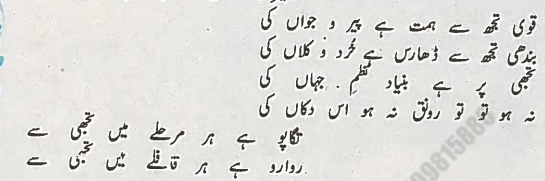 قوی تجھ سے ہمت ہے پیر و جواں کی
بندھی تجھ سے ڈھارس ہے خُرد و کلاں کی
تجھی پر ہے بنیاد نظمِ جہاں کی
نہ ہو تو تو رونق نہ ہو اس دکاں کی
تگاپو ہے ہر مرحلے میں تجھی سے
روارو ہے ہر قافلے میں تجھی سے